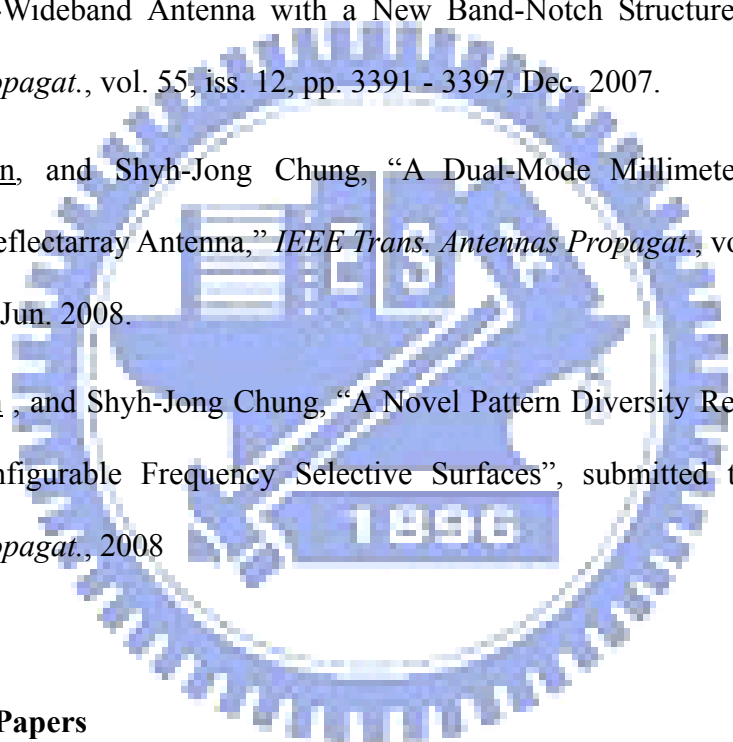 -Wideband Antenna with a New Band-Notch Structure
opagat., vol. 55, iss. 12, pp. 3391 - 3397, Dec. 2007.
n, and Shyh-Jong Chung, “A Dual-Mode Millimete
eflectarray Antenna,” IEEE Trans. Antennas Propagat., vo
Jun. 2008.
, and Shyh-Jong Chung, “A Novel Pattern Diversity Re
nfigurable Frequency Selective Surfaces”, submitted t
opagat., 2008
1896
Papers